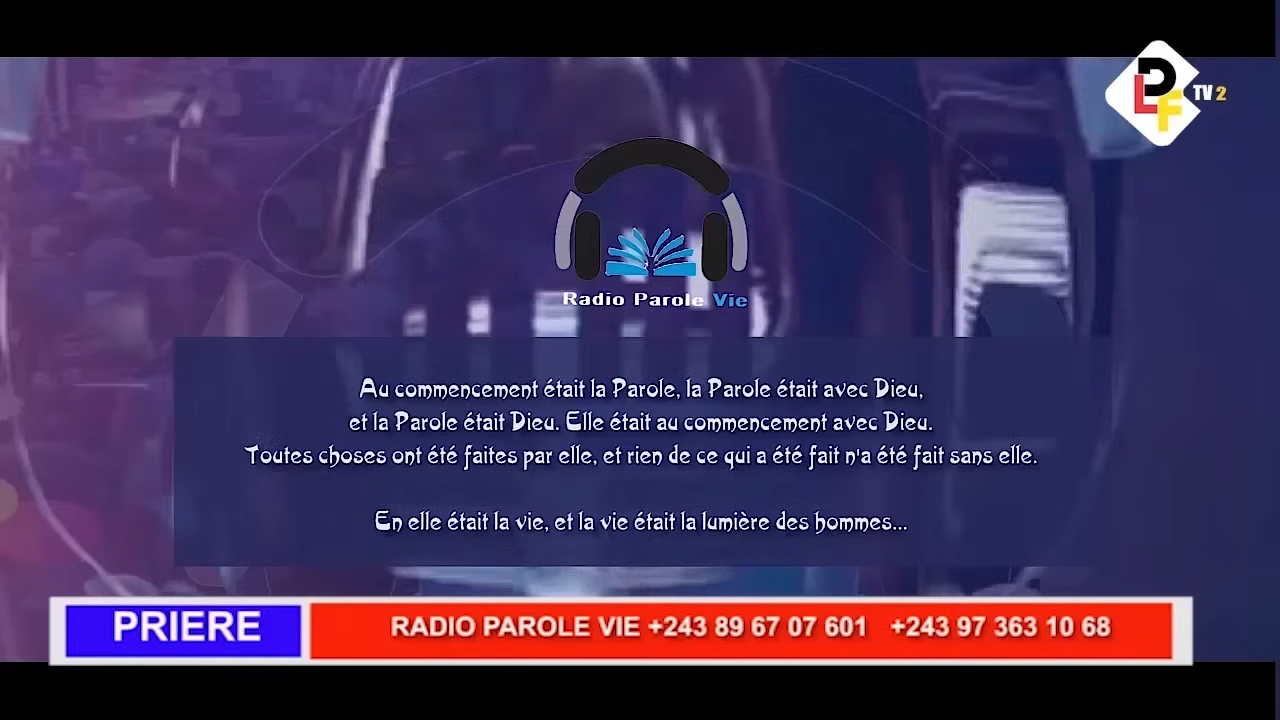 LDF TV 2
Radio Parole Vie
Au commencement était la Parole, la Parole était avec Dieu,
et la Parole était Dieu. Elle était au commencement avec Dieu.
Toutes choses ont été faites par elle, et rien de ce qui a été fait n'a été fait sans elle.
En elle était la vie, et la vie était la lumière des hommes...
PRIERE
RADIO PAROLE VIE +243 89 67 07 601 +243 97 363 10 68